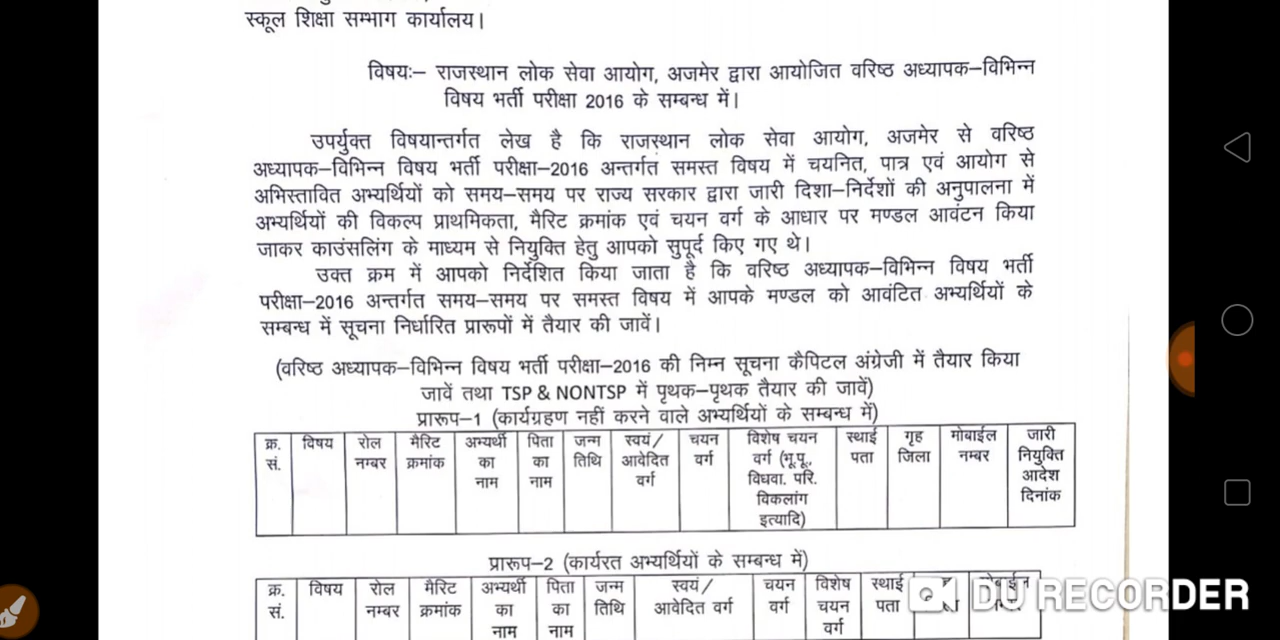 स्कूल शिक्षा सम्भाग कार्यालय।
विषयः– राजस्थान लोक सेवा आयोग, अजमेर द्वारा आयोजित वरिष्ठ अध्यापक–विभिन्न
विषय भर्ती परीक्षा 2016 के सम्बन्ध में।
उपर्युक्त विषयान्तर्गत लेख है कि राजस्थान लोक सेवा आयोग, अजमेर से वरिष्ठ
अध्यापक–विभिन्न विषय भर्ती परीक्षा–2016 अन्तर्गत समस्त विषय में चयनित, पात्र एवं आयोग से
अभिस्तावित अभ्यर्थियों को समय–समय पर राज्य सरकार द्वारा जारी दिशा–निर्देशों की अनुपालना में
अभ्यर्थियों की विकल्प प्राथमिकता, मैरिट क्रमांक एवं चयन वर्ग के आधार पर मण्डल आवंटन किया
जाकर काउंसलिंग के माध्यम से नियुक्ति हेतु आपको सुपूर्द किए गए थे।
उक्त क्रम में आपको निर्देशित किया जाता है कि वरिष्ठ अध्यापक–विभिन्न विषय भर्ती
परीक्षा–2016 अन्तर्गत समय–समय पर समस्त विषय में आपके मण्डल को आवंटित अभ्यर्थियों के
सम्बन्ध में सूचना निर्धारित प्रारूपों में तैयार की जावें।
(वरिष्ठ अध्यापक–विभिन्न विषय भर्ती परीक्षा–2016 की निम्न सूचना कैपिटल अंग्रेजी में तैयार किया
जावें तथा TSP & NONTSP में पृथक–पृथक तैयार की जावें)
प्रारूप–1 (कार्यग्रहण नहीं करने वाले अभ्यर्थियों के सम्बन्ध में)
क्र. विषय रोल मैरिट अभ्यर्थी पिता जन्म स्वयं/ चयन विशेष चयन स्थाई गृह मोबाईल जारी
सं. नम्बर क्रमांक का का तिथि आवेदित वर्ग वर्ग (भू.पू., पता जिला नम्बर नियुक्ति
नाम नाम वर्ग विधवा. परि. आदेश
विकलांग दिनांक
इत्यादि)
प्रारूप–2 (कार्यरत अभ्यर्थियों के सम्बन्ध में)
क्र. विषय रोल मैरिट अभ्यर्थी पिता जन्म स्वयं/ चयन विशेष स्थाई
सं. नम्बर क्रमांक का का तिथि आवेदित वर्ग वर्ग चयन पता
नाम नाम वर्ग
DU RECORDER